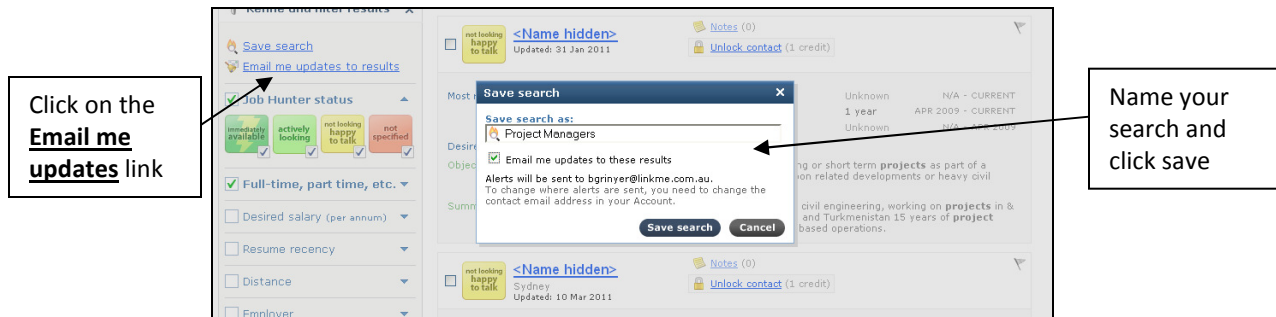 Refine and filter results X
Save search
Email me updates to results
Job Hunter status
immediately available
actively looking
not looking happy to talk
not specified
Full-time, part time, etc.
Desired salary (per annum)
Resume recency
Distance
Employer
Click on the
Email me
updates link
not looking
happy
to talk
<Name hidden>
Updated: 31 Jan 2011
Notes (0)
Unlock contact (1 credit)
Most
Unknown N/A - CURRENT
1 year APR 2009 - CURRENT
Unknown N/A - APR 2009
Desire
Objec
ng or short term projects as part of a
on related developments or heavy civil
Summ
civil engineering, working on projects in &
and Turkmenistan 15 years of project
based operations.
Save search X
Save search as:
Project Managers
Email me updates to these results
Alerts will be sent to bgrinyer@linkme.com.au.
To change where alerts are sent, you need to change the
contact email address in your Account.
Save search Cancel
not looking
happy
to talk
<Name hidden>
Sydney
Updated: 10 Mar 2011
Notes (0)
Unlock contact (1 credit)
Name your
search and
click save